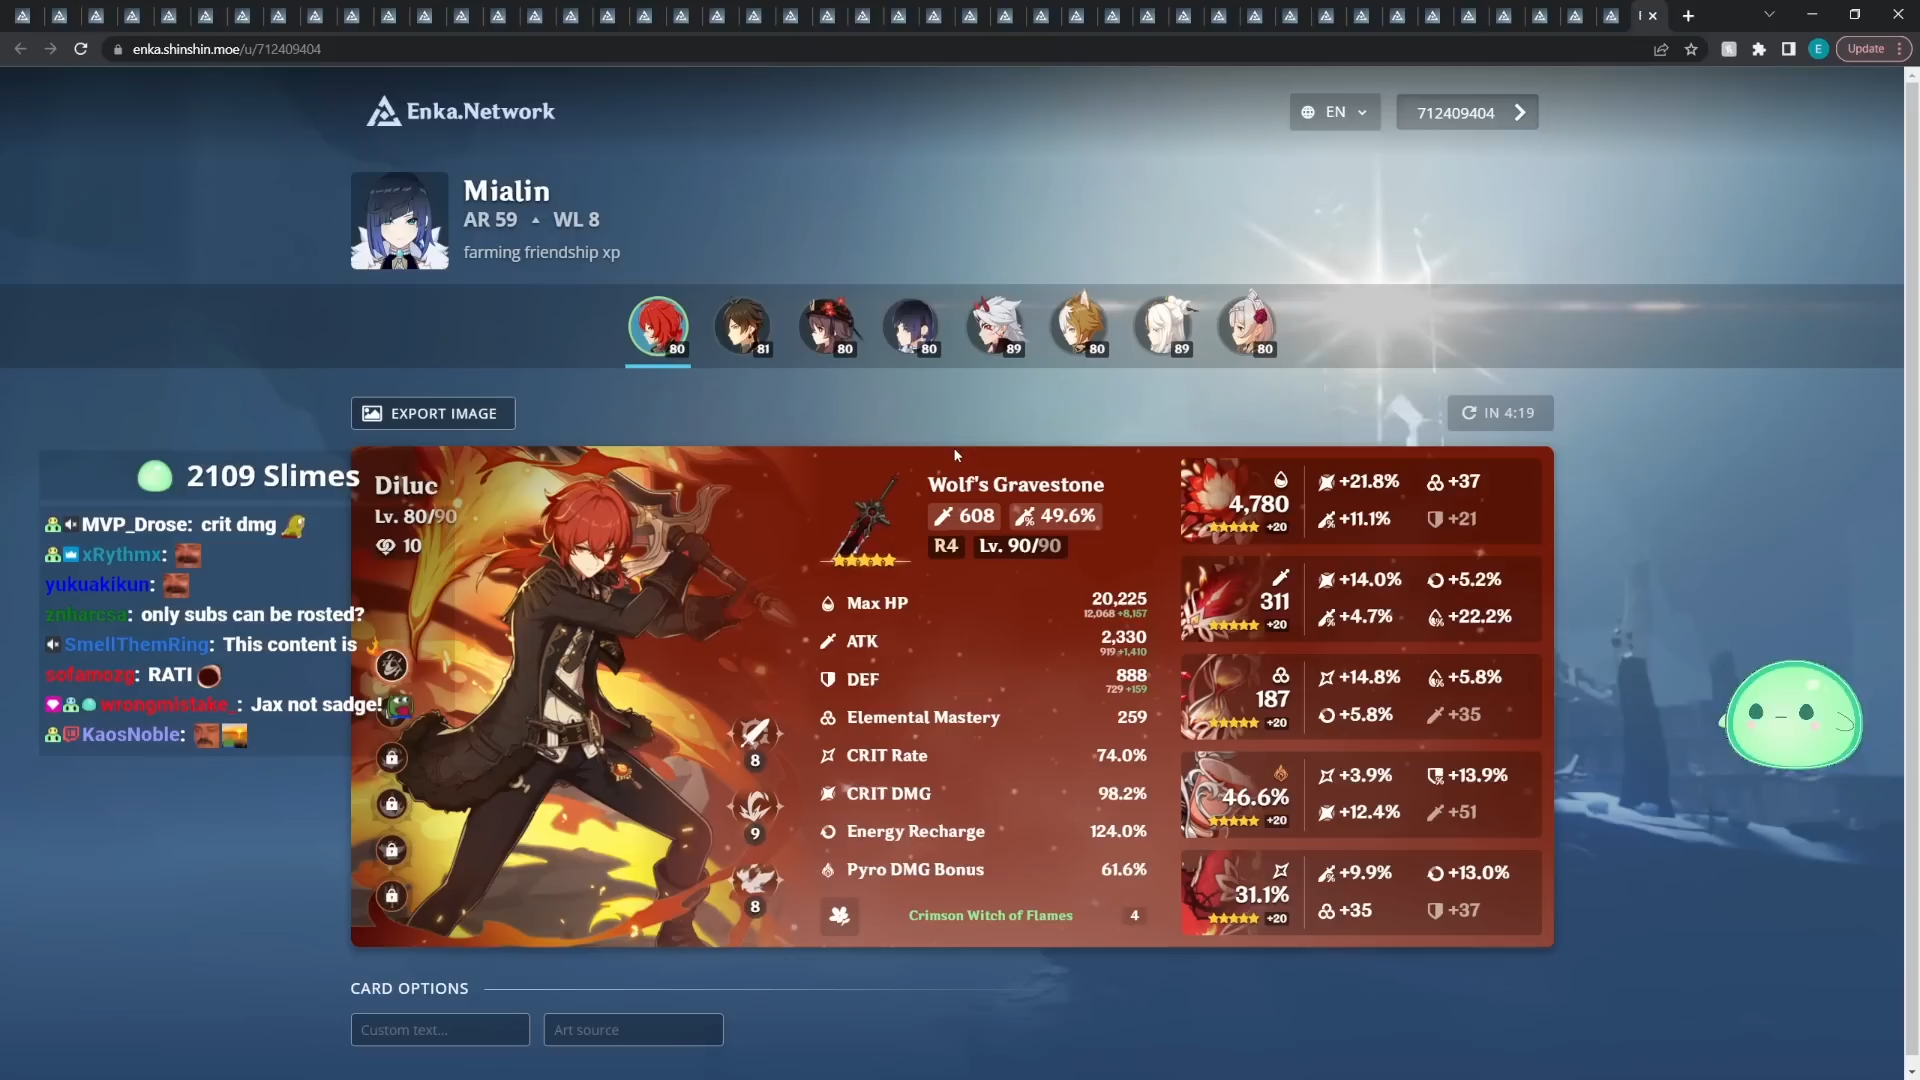 enka.shinshin.moe/u/712409404
E
Update
Enka.Network
EN
712409404
Mialin
AR 59 ▲ WL 8
farming friendship xp
80
81
80
80
89
80
89
80
EXPORT IMAGE
IN 4:19
2109 Slimes
MVP_Drose: crit dmg
xRythmx:
yukuakikun:
znharcsa: only subs can be rosted?
SmellThemRing: This content is
sofamozg: RATI
wrongmistake_: Jax not sadge!
KaosNoble:
Diluc
Lv. 80/90
10
8
9
8
Wolf's Gravestone
608 49.6%
R4 Lv. 90/90
Max HP 20,225
12,068 +8,157
ATK 2,330
919 +1,410
DEF 888
729 +159
Elemental Mastery 259
CRIT Rate 74.0%
CRIT DMG 98.2%
Energy Recharge 124.0%
Pyro DMG Bonus 61.6%
Crimson Witch of Flames 4
4,780
+20
+21.8% +37
+11.1% +21
311
+20
+14.0% +5.2%
+4.7% +22.2%
187
+20
+14.8% +5.8%
+5.8% +35
46.6%
+20
+3.9% +13.9%
+12.4% +51
31.1%
+20
+9.9% +13.0%
+35 +37
CARD OPTIONS
Custom text...
Art source